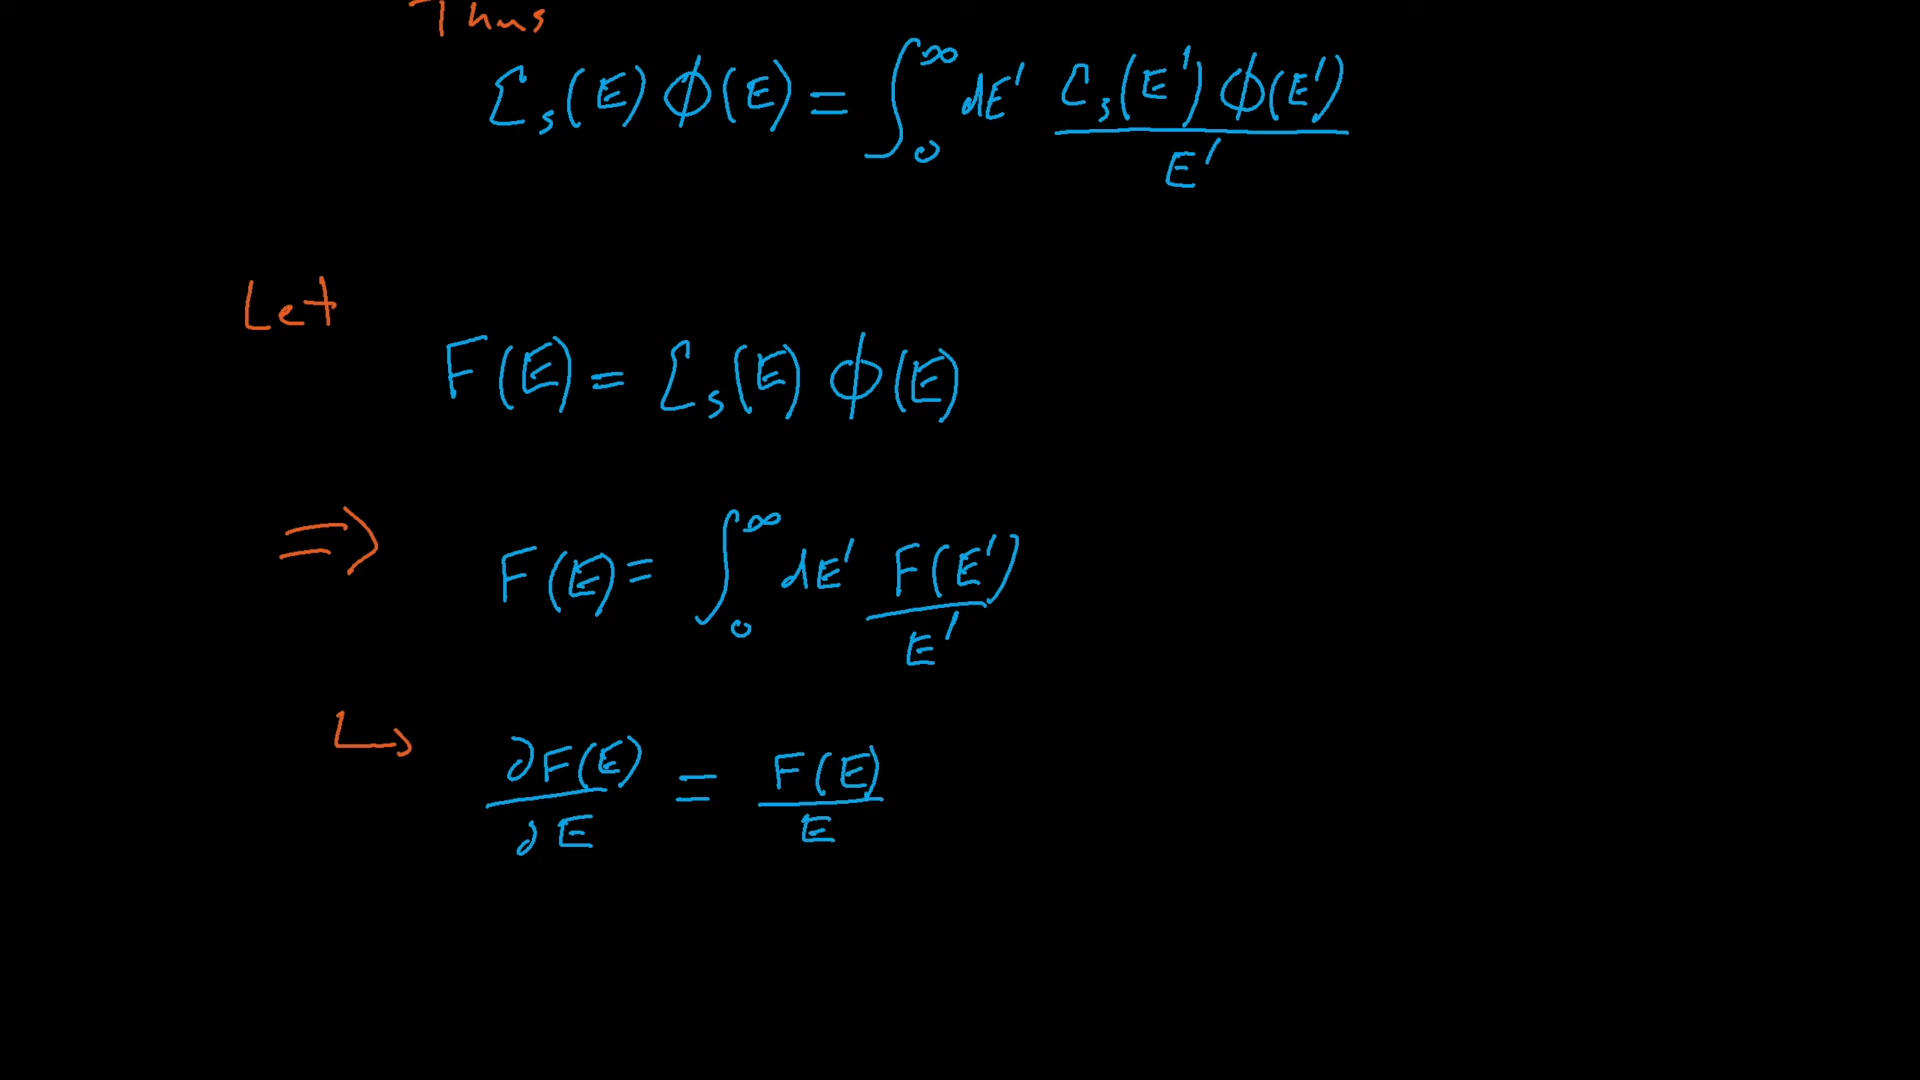 Thus
Σₛ(E) ϕ(E) = ∫₀^∞ dE' Σₛ(E') ϕ(E') / E'
Let
F(E) = Σₛ(E) ϕ(E)
⇒ F(E) = ∫₀^∞ dE' F(E') / E'
↳ ∂F(E) / ∂E = F(E) / E